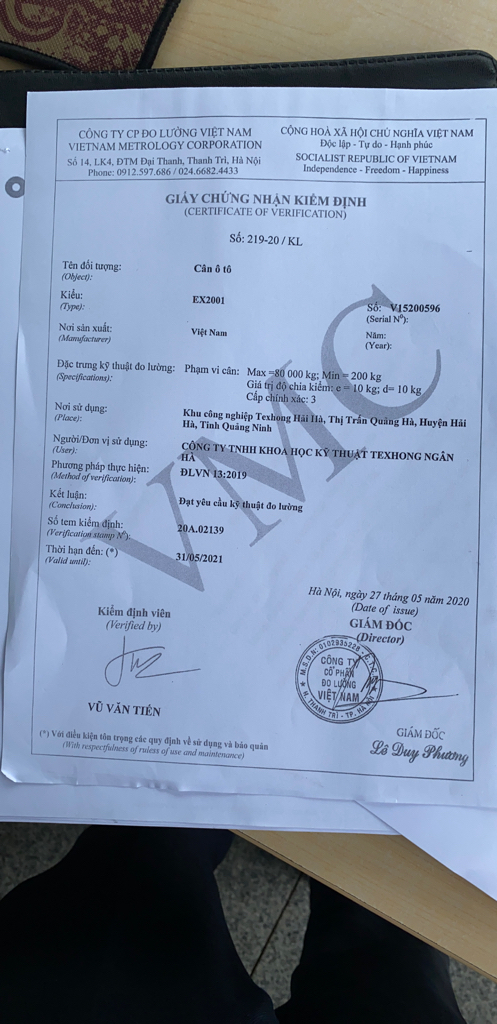 CÔNG TY CP ĐO LƯỜNG VIỆT NAM
VIETNAM METROLOGY CORPORATION
Số 14, LK4, ĐTM Đại Thanh, Thanh Trì, Hà Nội
Phone: 0912.597.686 / 024.6682.4433
CỘNG HOÀ XÃ HỘI CHỦ NGHĨA VIỆT NAM
Độc lập - Tự do - Hạnh phúc
SOCIALIST REPUBLIC OF VIETNAM
Independence - Freedom - Happiness
GIẤY CHỨNG NHẬN KIỂM ĐỊNH
(CERTIFICATE OF VERIFICATION)
Số: 219-20 / KL
Tên đối tượng: Cân ô tô
(Object):
Kiểu: EX2001 Số: V15200596
(Type): (Serial Nº):
Nơi sản xuất: Việt Nam Năm:
(Manufacturer) (Year):
Đặc trưng kỹ thuật đo lường: Phạm vi cân: Max =80 000 kg; Min = 200 kg
(Specifications): Giá trị độ chia kiểm: e = 10 kg; d= 10 kg
Cấp chính xác: 3
Nơi sử dụng: Khu công nghiệp Texhong Hải Hà, Thị Trấn Quảng Hà, Huyện Hải
(Place): Hà, Tỉnh Quảng Ninh
Người/Đơn vị sử dụng: CÔNG TY TNHH KHOA HỌC KỸ THUẬT TEXHONG NGÂN
(User): HÀ
Phương pháp thực hiện: ĐLVN 13:2019
(Method of verification):
Kết luận: Đạt yêu cầu kỹ thuật đo lường
(Conclusion):
Số tem kiểm định: 20A.02139
(Verification stamp Nº):
Thời hạn đến: (*) 31/05/2021
(Valid until):
VMC
Hà Nội, ngày 27 tháng 05 năm 2020
(Date of issue)
Kiểm định viên
(Verified by)
GIÁM ĐỐC
(Director)
M.S.D.N: 0102935228
CÔNG TY
CỔ PHẦN
ĐO LƯỜNG
VIỆT NAM
H. THANH TRÌ - TP. HÀ NỘI
VŨ VĂN TIẾN
GIÁM ĐỐC
Lê Duy Phương
(*) Với điều kiện tôn trọng các quy định về sử dụng và bảo quản
(With respectfulness of ruless of use and maintenance)